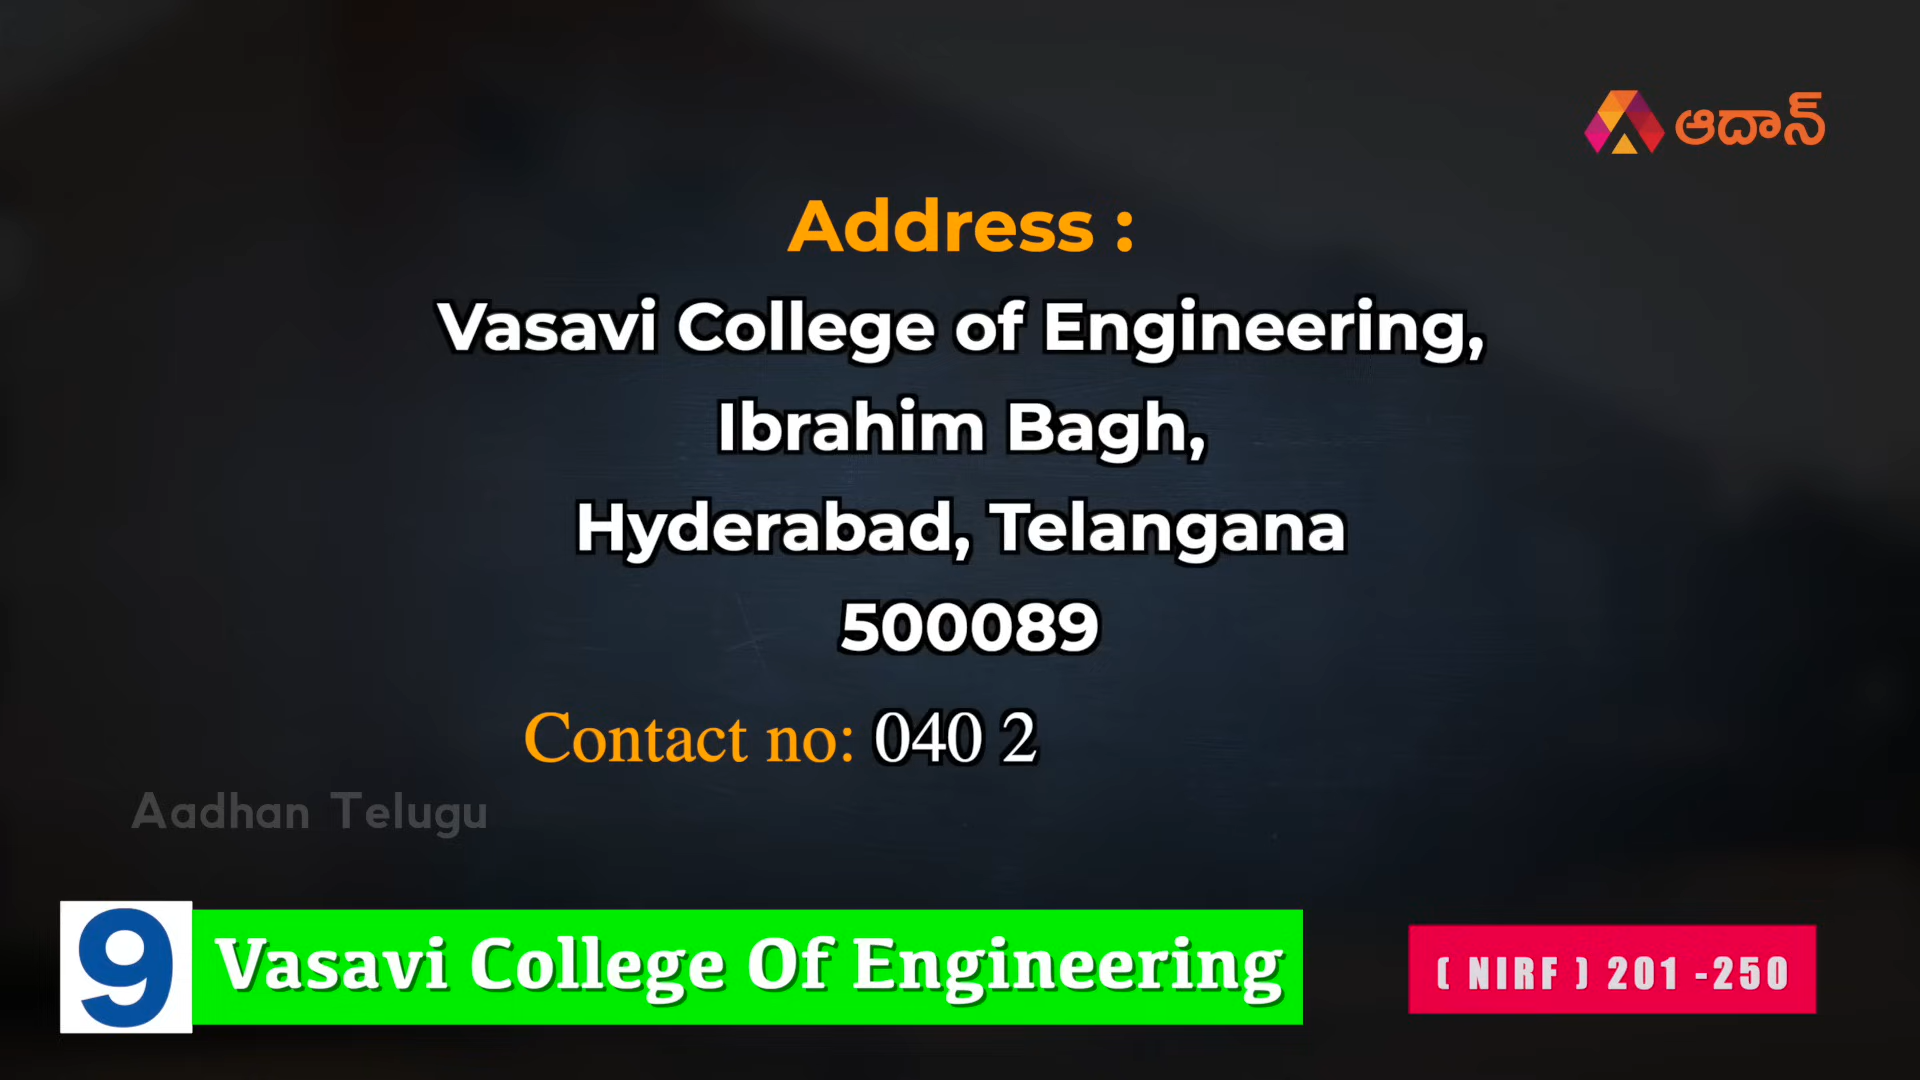 ఆదాన్
Address :
Vasavi College of Engineering,
Ibrahim Bagh,
Hyderabad, Telangana
500089
Contact no: 040 2
Aadhan Telugu
9 Vasavi College Of Engineering
( NIRF ) 201 -250